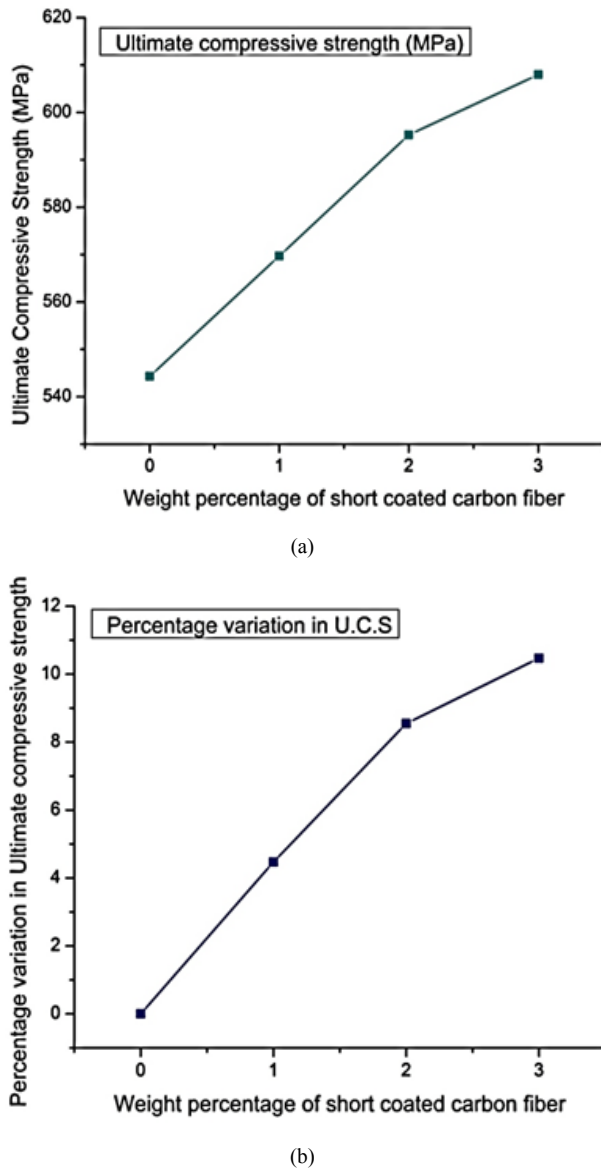 Ultimate compressive strength (MPa)
Ultimate Compressive Strength (MPa)
620
600
580
560
540
0 1 2 3
Weight percentage of short coated carbon fiber
(a)
Percentage variation in U.C.S
Percentage variation in Ultimate compressive strength
12
10
8
6
4
2
0
0 1 2 3
Weight percentage of short coated carbon fiber
(b)